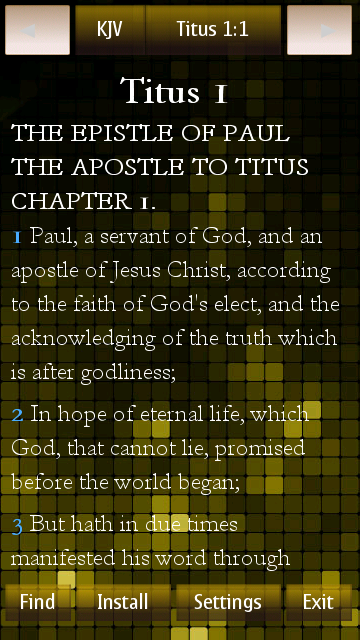 KJV Titus 1:1
Titus 1
THE EPISTLE OF PAUL
THE APOSTLE TO TITUS
CHAPTER 1.
1 Paul, a servant of God, and an
apostle of Jesus Christ, according
to the faith of God's elect, and the
acknowledging of the truth which
is after godliness;
2 In hope of eternal life, which
God, that cannot lie, promised
before the world began;
3 But hath in due times
manifested his word through
Find Install Settings Exit